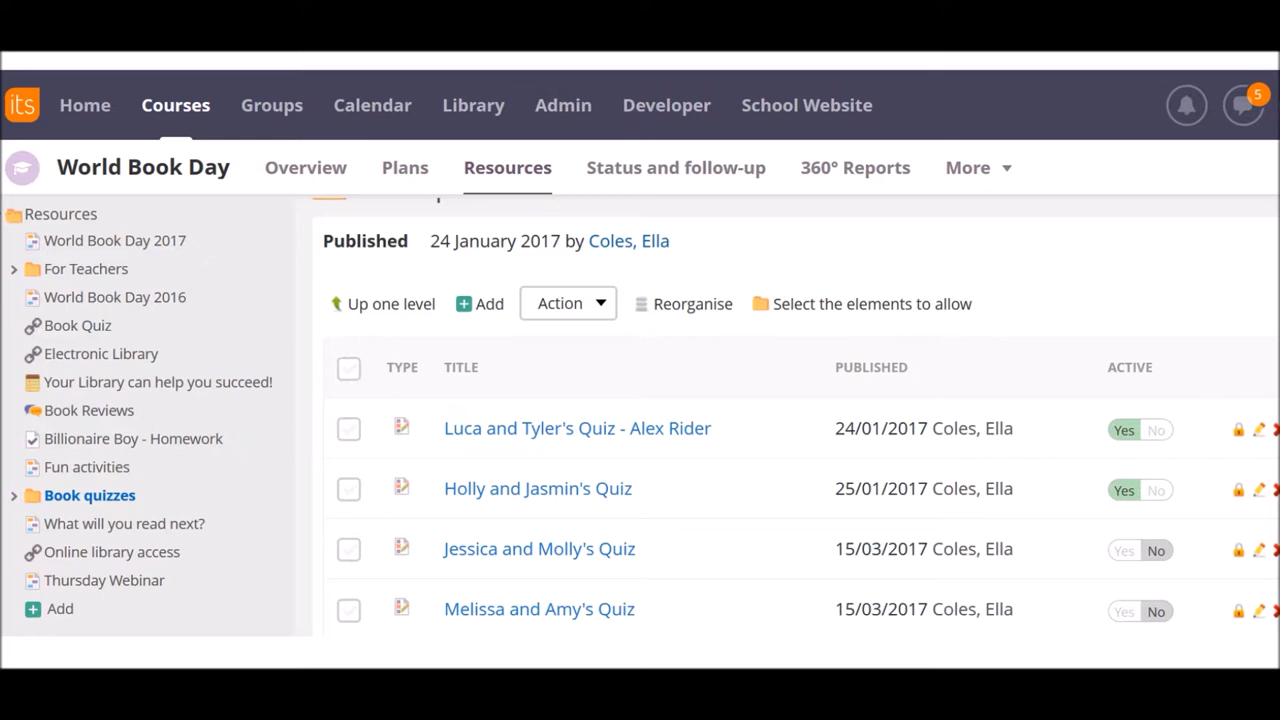 its Home Courses Groups Calendar Library Admin Developer School Website 5
World Book Day Overview Plans Resources Status and follow-up 360° Reports More
Resources
World Book Day 2017
For Teachers
World Book Day 2016
Book Quiz
Electronic Library
Your Library can help you succeed!
Book Reviews
Billionaire Boy - Homework
Fun activities
Book quizzes
What will you read next?
Online library access
Thursday Webinar
Add
Published 24 January 2017 by Coles, Ella
Up one level Add Action Reorganise Select the elements to allow
TYPE TITLE PUBLISHED ACTIVE
Luca and Tyler's Quiz - Alex Rider 24/01/2017 Coles, Ella Yes No
Holly and Jasmin's Quiz 25/01/2017 Coles, Ella Yes No
Jessica and Molly's Quiz 15/03/2017 Coles, Ella Yes No
Melissa and Amy's Quiz 15/03/2017 Coles, Ella Yes No